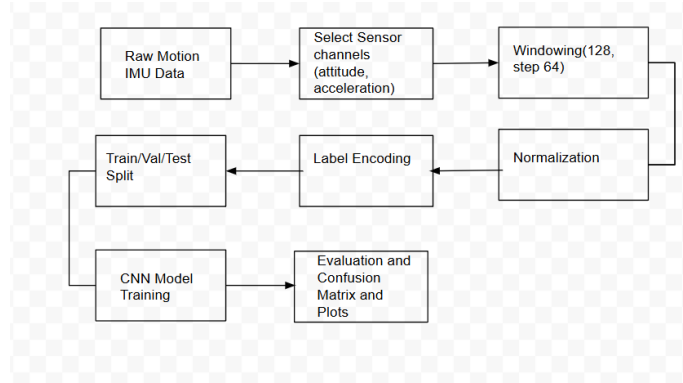 Raw Motion
IMU Data
Select Sensor
channels
(attitude,
acceleration)
Windowing(128,
step 64)
Normalization
Label Encoding
Train/Val/Test
Split
CNN Model
Training
Evaluation and
Confusion
Matrix and
Plots